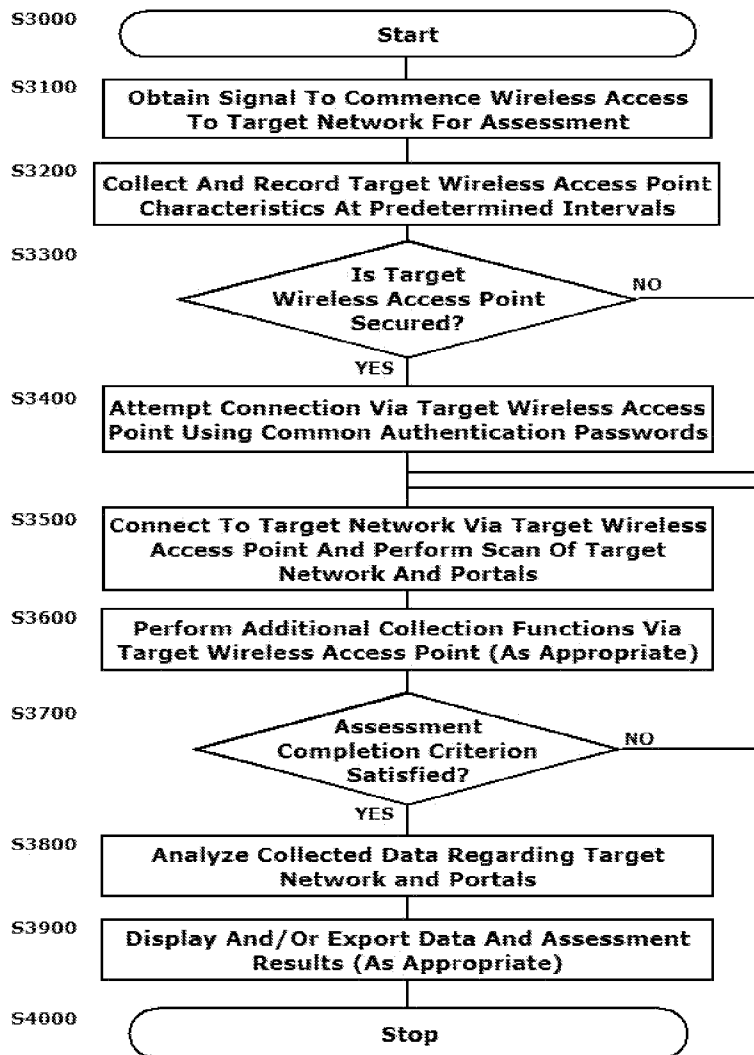 S3000
Start
S3100
Obtain Signal To Commence Wireless Access
To Target Network For Assessment
S3200
Collect And Record Target Wireless Access Point
Characteristics At Predetermined Intervals
S3300
Is Target
Wireless Access Point
Secured?
NO
YES
S3400
Attempt Connection Via Target Wireless Access
Point Using Common Authentication Passwords
S3500
Connect To Target Network Via Target Wireless
Access Point And Perform Scan Of Target
Network And Portals
S3600
Perform Additional Collection Functions Via
Target Wireless Access Point (As Appropriate)
S3700
Assessment
Completion Criterion
Satisfied?
NO
YES
S3800
Analyze Collected Data Regarding Target
Network and Portals
S3900
Display And/Or Export Data And Assessment
Results (As Appropriate)
S4000
Stop